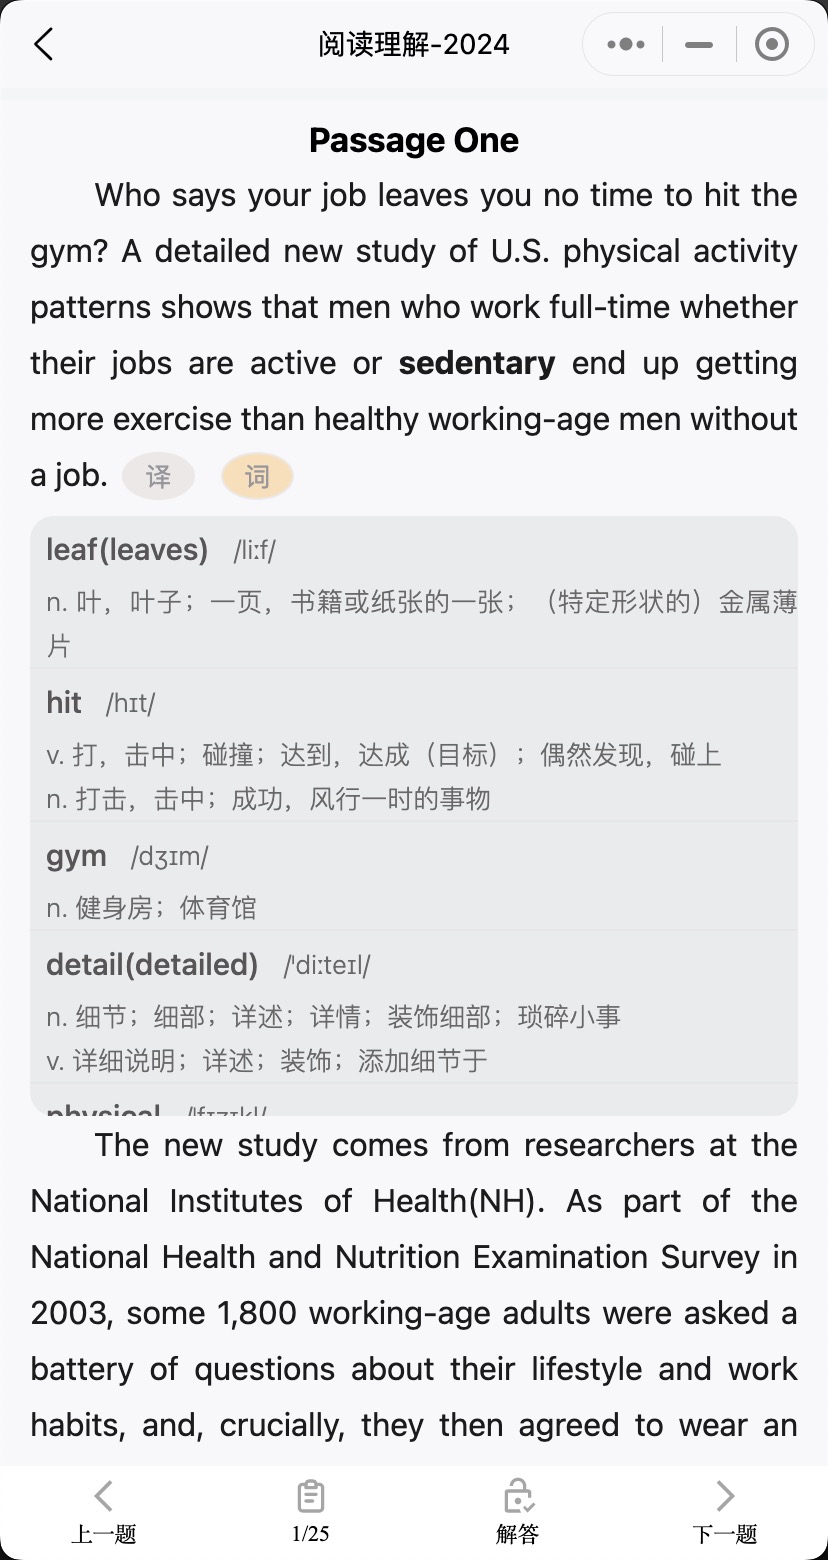 阅读理解-2024
Passage One
Who says your job leaves you no time to hit the
gym? A detailed new study of U.S. physical activity
patterns shows that men who work full-time whether
their jobs are active or sedentary end up getting
more exercise than healthy working-age men without
a job. 译 词
leaf(leaves) /liːf/
n. 叶，叶子；一页，书籍或纸张的一张；（特定形状的）金属薄
片
hit /hɪt/
v. 打，击中；碰撞；达到，达成（目标）；偶然发现，碰上
n. 打击，击中；成功，风行一时的事物
gym /dʒɪm/
n. 健身房；体育馆
detail(detailed) /ˈdiːteɪl/
n. 细节；细部；详述；详情；装饰细部；琐碎小事
v. 详细说明；详述；装饰；添加细节于
physical /ˈfɪzɪkl/
The new study comes from researchers at the
National Institutes of Health(NH). As part of the
National Health and Nutrition Examination Survey in
2003, some 1,800 working-age adults were asked a
battery of questions about their lifestyle and work
habits, and, crucially, they then agreed to wear an
上一题 1/25 解答 下一题